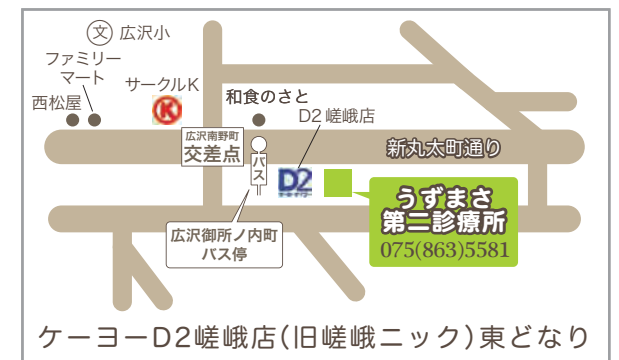 文 広沢小
ファミリー
マート
サークルK
西松屋
K
和食のさと
D2嵯峨店
広沢南野町
交差点
新丸太町通り
バス
D2
うずまさ
第二診療所
075(863)5581
広沢御所ノ内町
バス停
ケーヨーD2嵯峨店(旧嵯峨ニック)東どなり